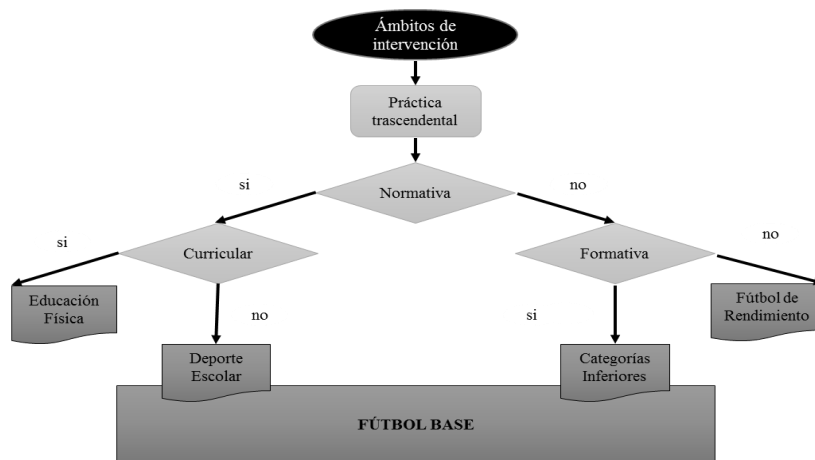 Ámbitos de
intervención
Práctica
trascendental
si
Normativa
no
si
Curricular
Formativa
no
Educación
Física
no
si
Fútbol de
Rendimiento
Deporte
Escolar
Categorías
Inferiores
FÚTBOL BASE